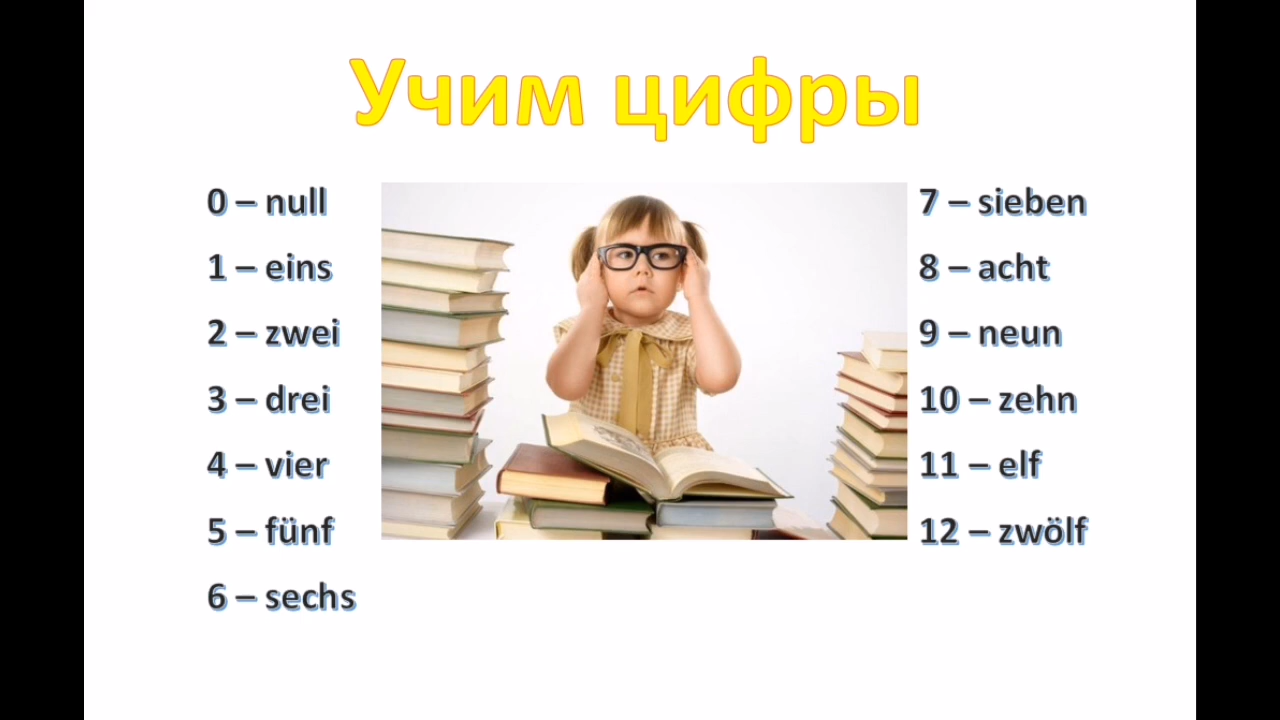 Учим цифры
0 – null
1 – eins
2 – zwei
3 – drei
4 – vier
5 – fünf
6 – sechs
7 – sieben
8 – acht
9 – neun
10 – zehn
11 – elf
12 – zwölf